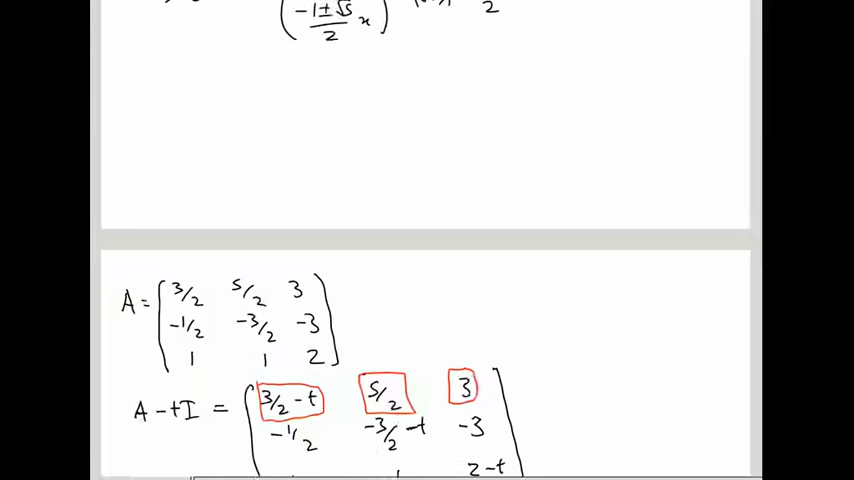 (-1±√5)/2 x
2
A = ( 3/2 5/2 3
-1/2 -3/2 -3
1 1 2 )
A - tI = ( 3/2 - t 5/2 3
-1/2 -3/2 - t -3
2-t